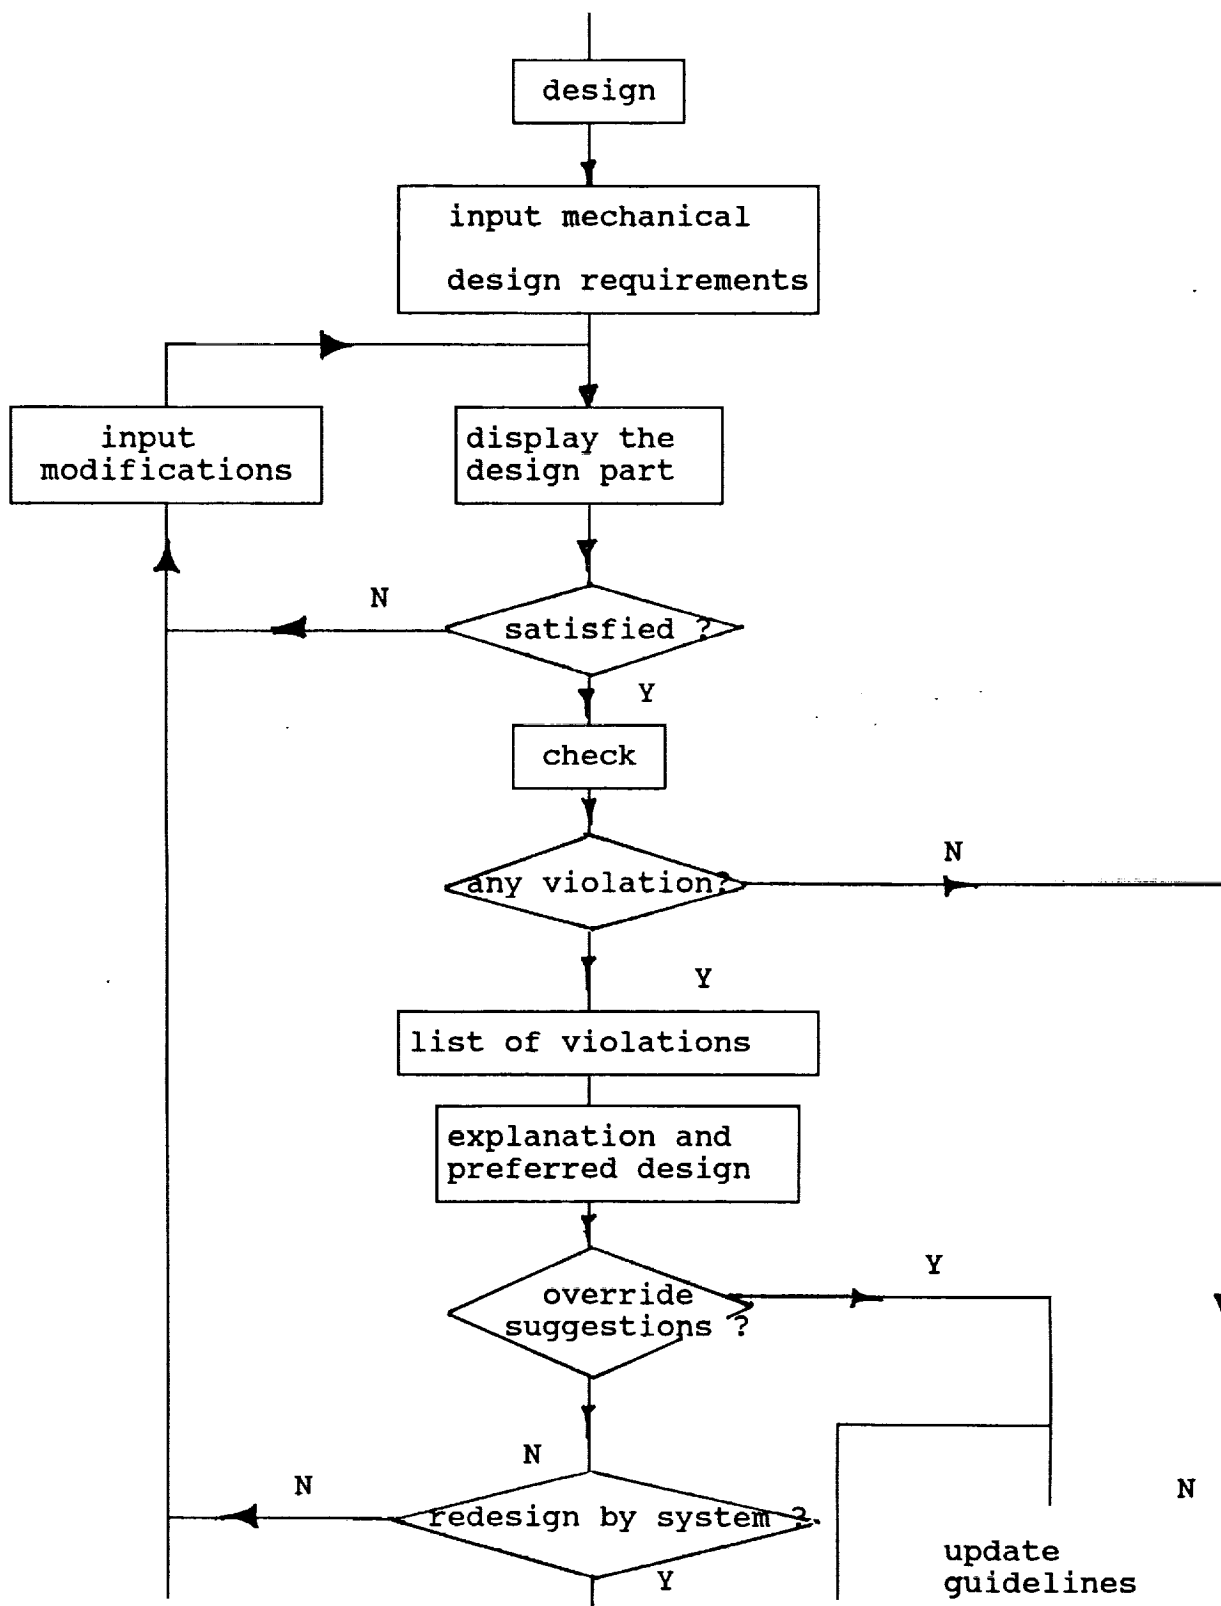 design
input mechanical
design requirements
input
modifications
display the
design part
N
satisfied ?
Y
check
N
any violation?
Y
list of violations
explanation and
preferred design
Y
override
suggestions ?
N
N
N
redesign by system ?
Y
update
guidelines